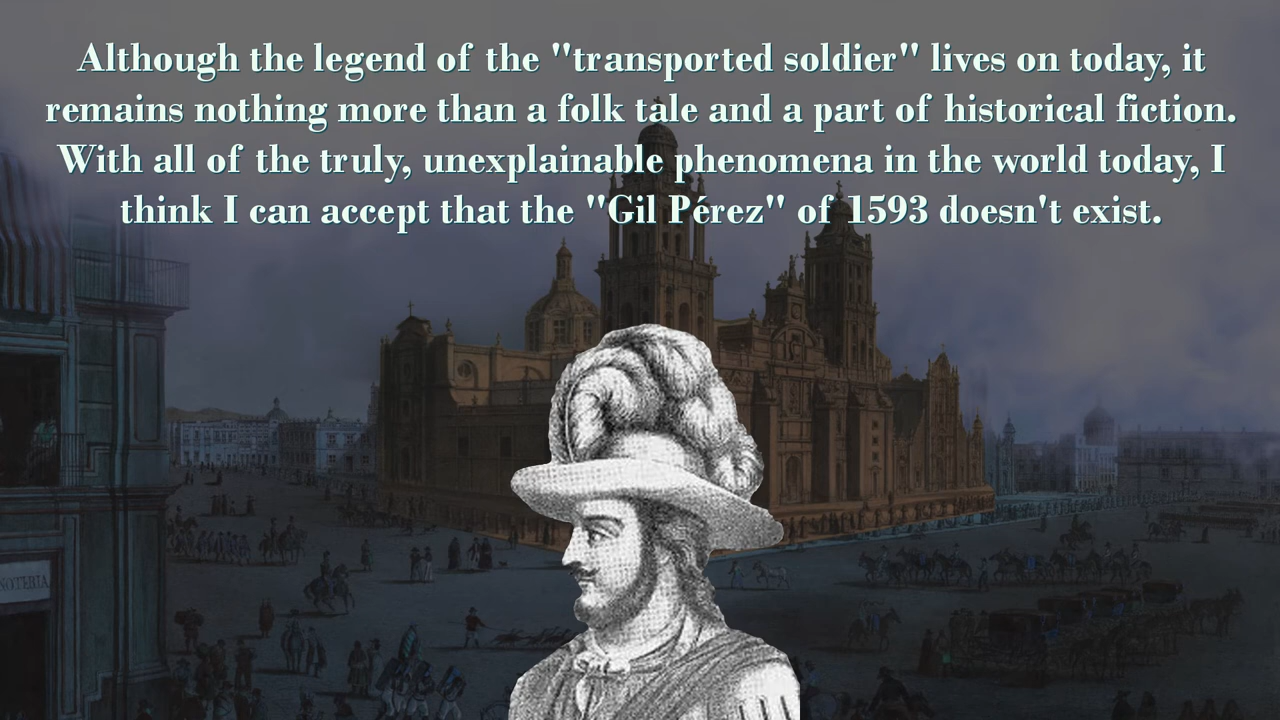 Although the legend of the "transported soldier" lives on today, it
remains nothing more than a folk tale and a part of historical fiction.
With all of the truly, unexplainable phenomena in the world today, I
think I can accept that the "Gil Pérez" of 1593 doesn't exist.
NOTERIA